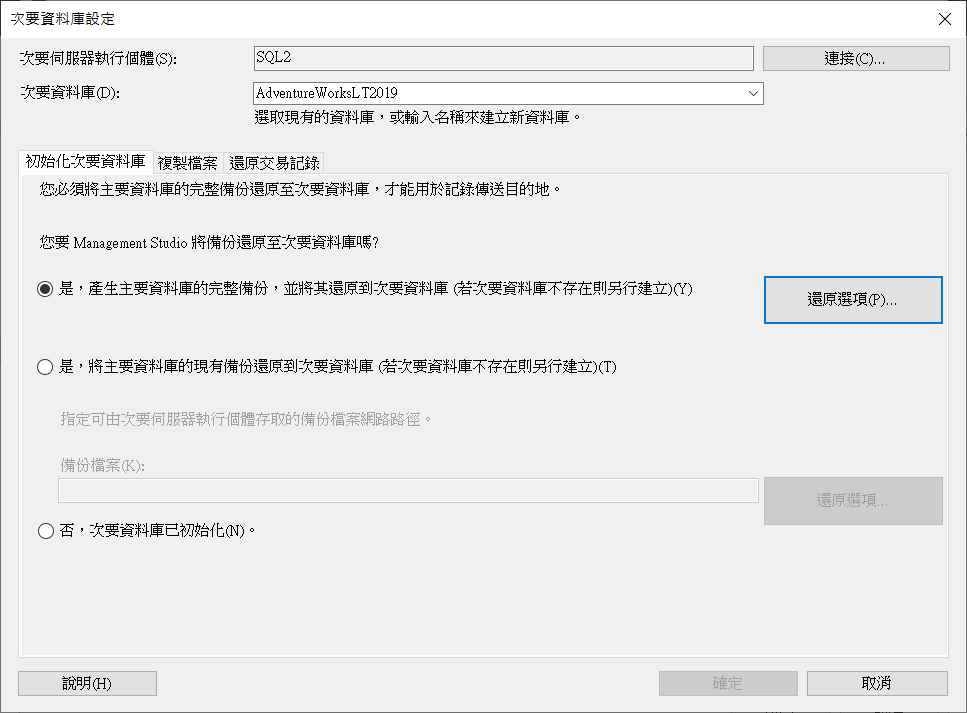 次要資料庫設定
次要伺服器執行個體(S):
SQL2
連接(C)...
次要資料庫(D):
AdventureWorksLT2019
選取現有的資料庫，或輸入名稱來建立新資料庫。
初始化次要資料庫 複製檔案 還原交易記錄
您必須將主要資料庫的完整備份還原至次要資料庫，才能用於記錄傳送目的地。
您要 Management Studio 將備份還原至次要資料庫嗎?
是，產生主要資料庫的完整備份，並將其還原到次要資料庫 (若次要資料庫不存在則另行建立)(Y)
還原選項(P)...
是，將主要資料庫的現有備份還原到次要資料庫 (若次要資料庫不存在則另行建立)(T)
指定可由次要伺服器執行個體存取的備份檔案網路路徑。
備份檔案(K):
還原選項...
否，次要資料庫已初始化(N)。
說明(H)
確定
取消